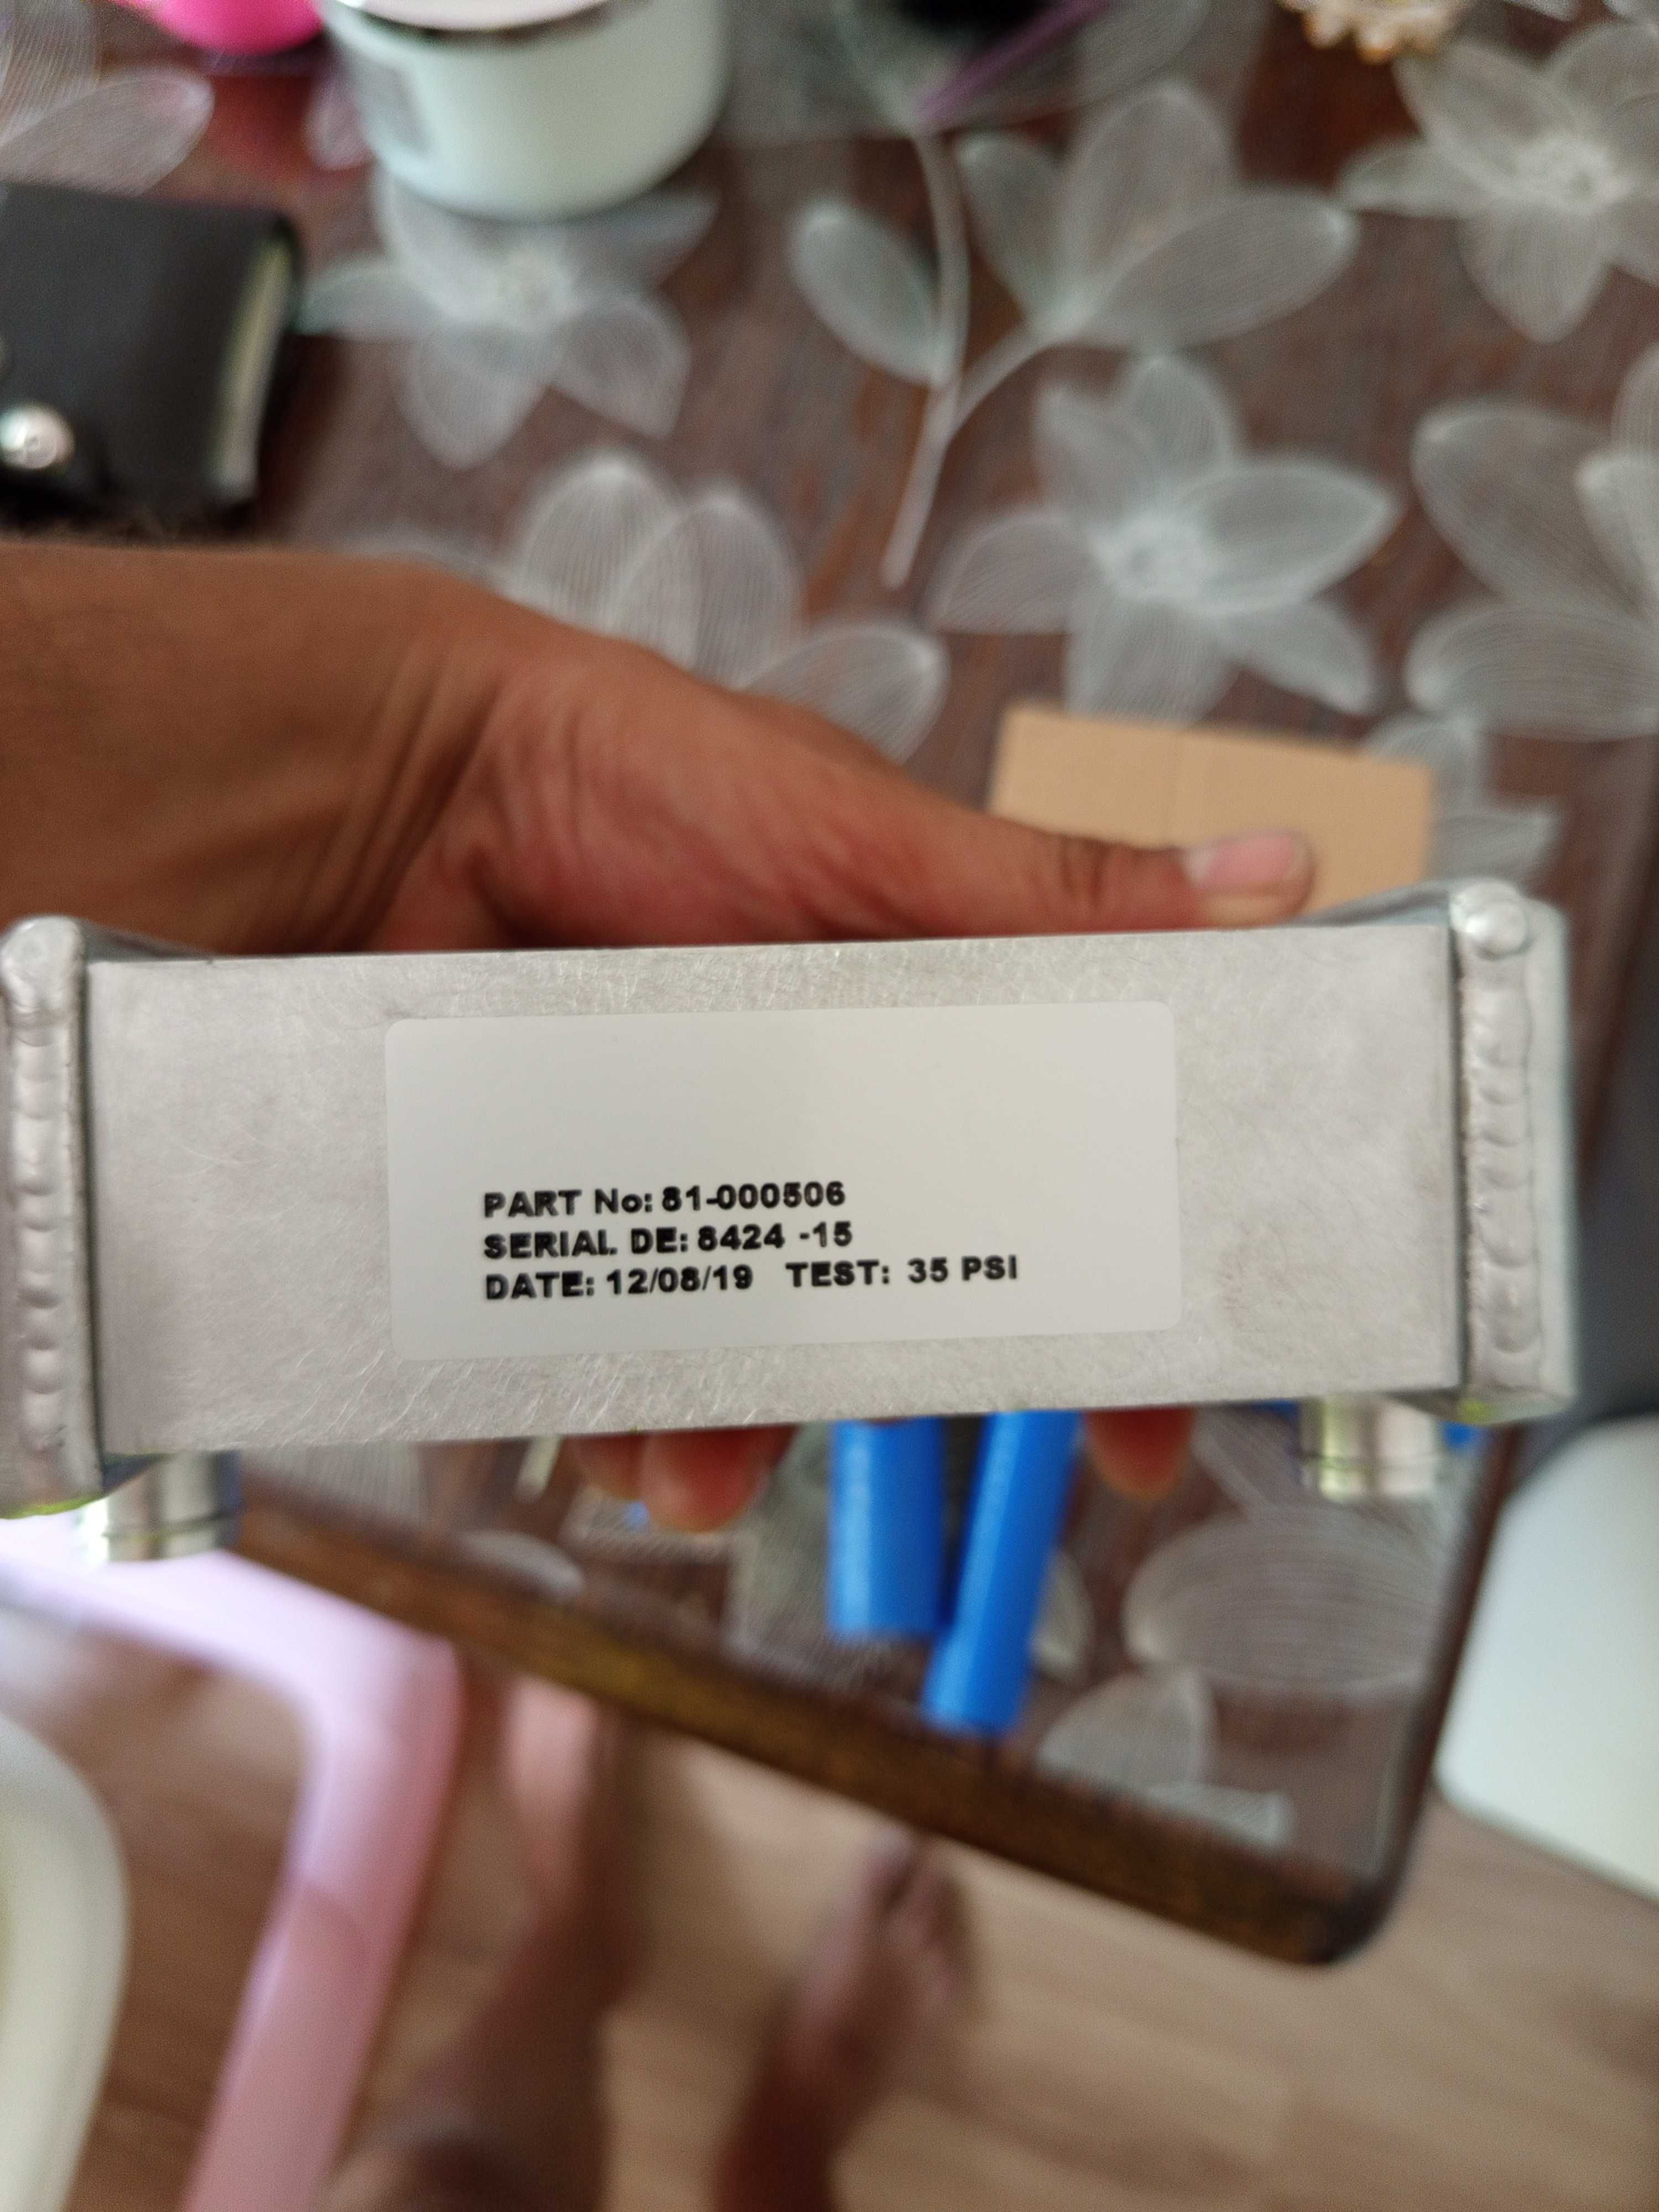 PART No: 81-000506
SERIAL DE: 8424 -15
DATE: 12/08/19 TEST: 35 PSI